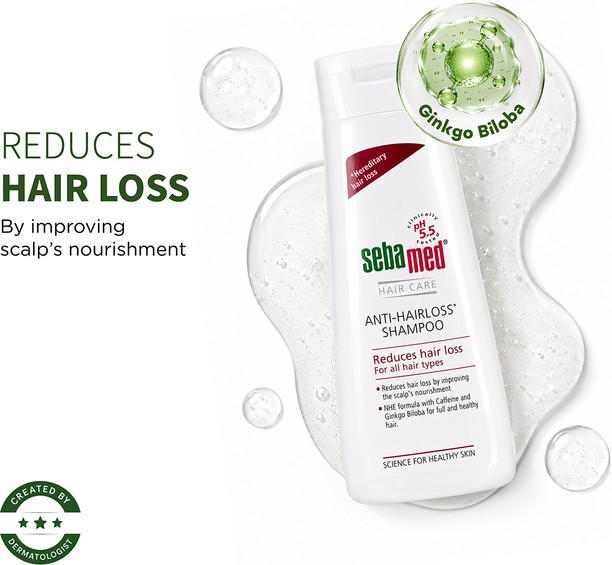 REDUCES
HAIR LOSS
By improving
scalp's nourishment
Ginkgo Biloba
*Hereditary
hair loss
clinically
pH
5.5
tested
sebamed®
HAIR CARE
ANTI-HAIRLOSS*
SHAMPOO
Reduces hair loss
For all hair types
▪ Reduces hair loss by improving
the scalp's nourishment
▪ NHE formula with Caffeine and
Ginkgo Biloba for full and healthy
hair.
SCIENCE FOR HEALTHY SKIN
CREATED BY
DERMATOLOGIST